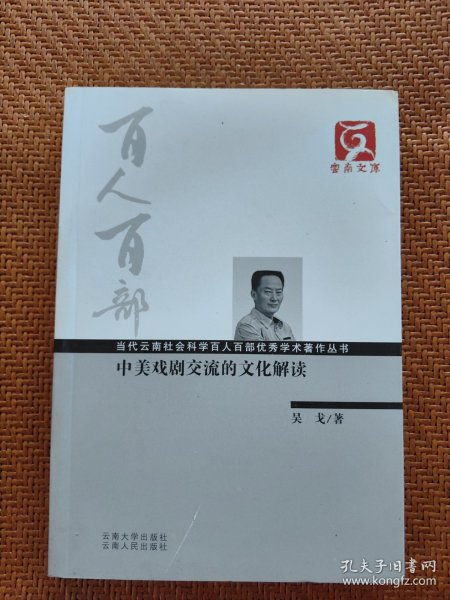 百人百部
雲南文庫
当代云南社会科学百人百部优秀学术著作丛书
中美戏剧交流的文化解读
吴 戈/著
云南大学出版社
云南人民出版社
孔夫子旧书网
www.kongfz.com